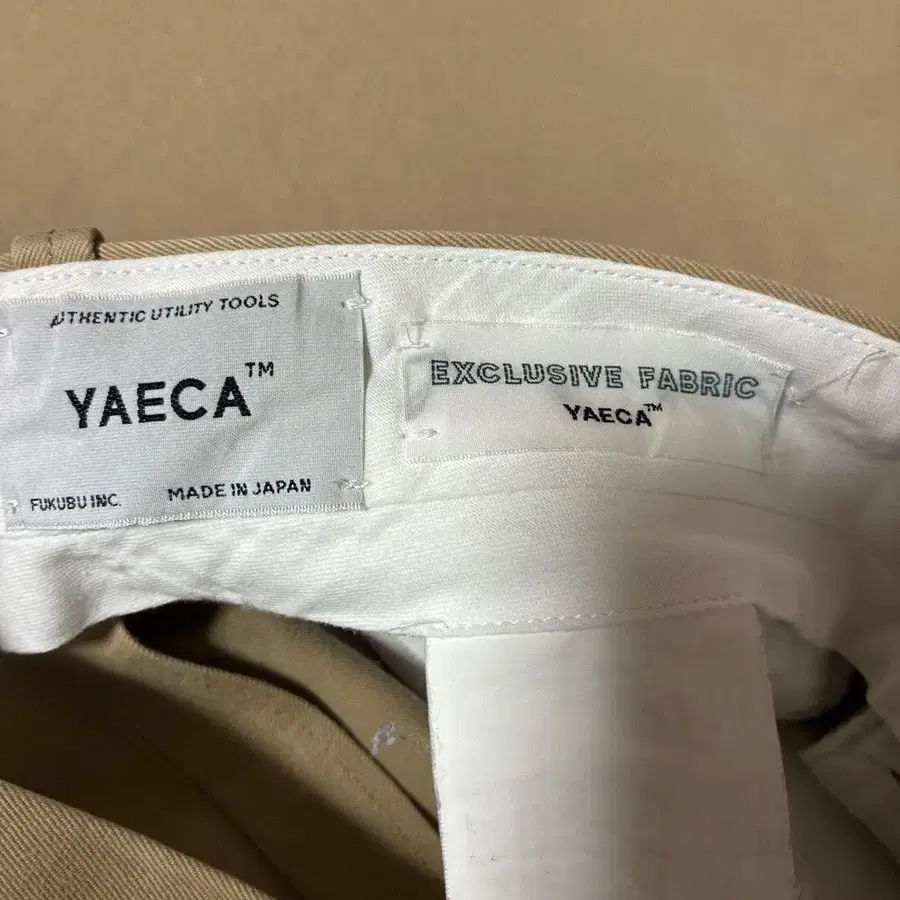 AUTHENTIC UTILITY TOOLS
YAECA™
FUKUBU INC. MADE IN JAPAN
EXCLUSIVE FABRIC
YAECA™